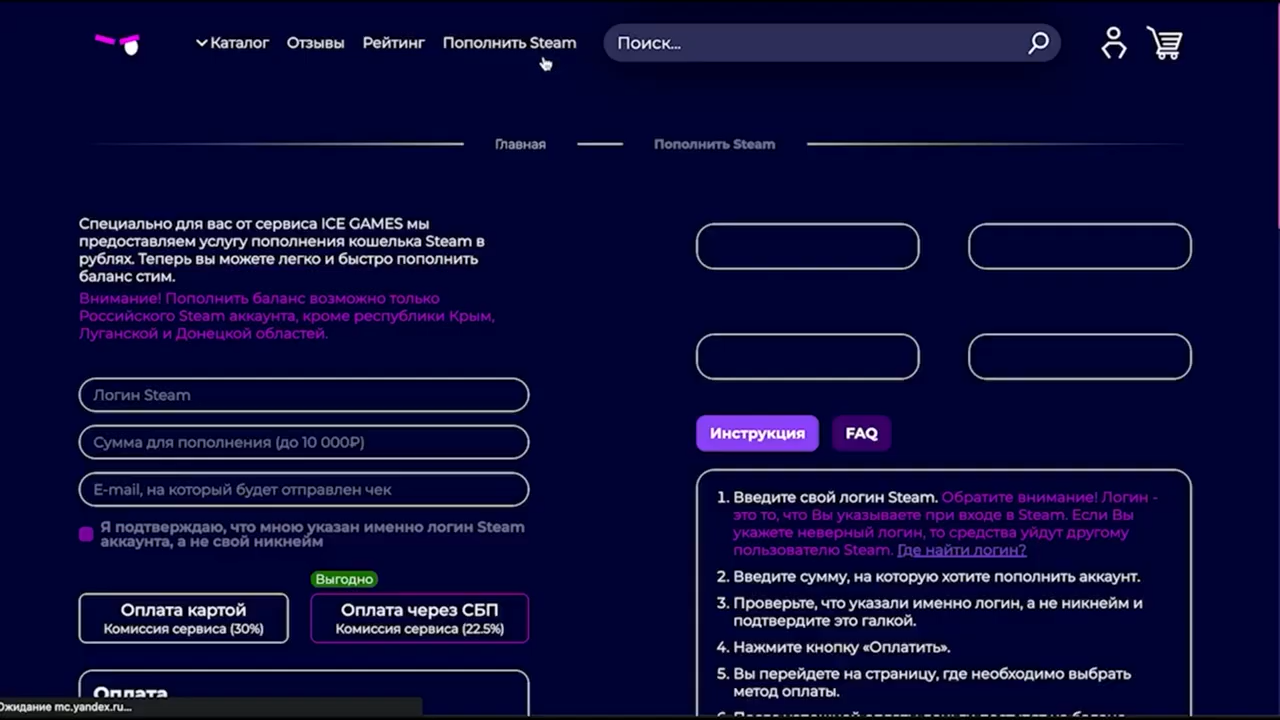 Каталог
Отзывы
Рейтинг
Пополнить Steam
Поиск...
Главная
Пополнить Steam
Специально для вас от сервиса ICE GAMES мы
предоставляем услугу пополнения кошелька Steam в
рублях. Теперь вы можете легко и быстро пополнить
баланс стим.
Внимание! Пополнить баланс возможно только
Российского Steam аккаунта, кроме республики Крым,
Луганской и Донецкой областей.
Логин Steam
Сумма для пополнения (до 10 000₽)
E-mail, на который будет отправлен чек
Я подтверждаю, что мною указан именно логин Steam
аккаунта, а не свой никнейм
Выгодно
Оплата картой
Комиссия сервиса (30%)
Оплата через СБП
Комиссия сервиса (22.5%)
Оплата
Инструкция
FAQ
1. Введите свой логин Steam. Обратите внимание! Логин -
это то, что Вы указываете при входе в Steam. Если Вы
укажете неверный логин, то средства уйдут другому
пользователю Steam. Где найти логин?
2. Введите сумму, на которую хотите пополнить аккаунт.
3. Проверьте, что указали именно логин, а не никнейм и
подтвердите это галкой.
4. Нажмите кнопку «Оплатить».
5. Вы перейдете на страницу, где необходимо выбрать
метод оплаты.
Ожидание mc.yandex.ru...